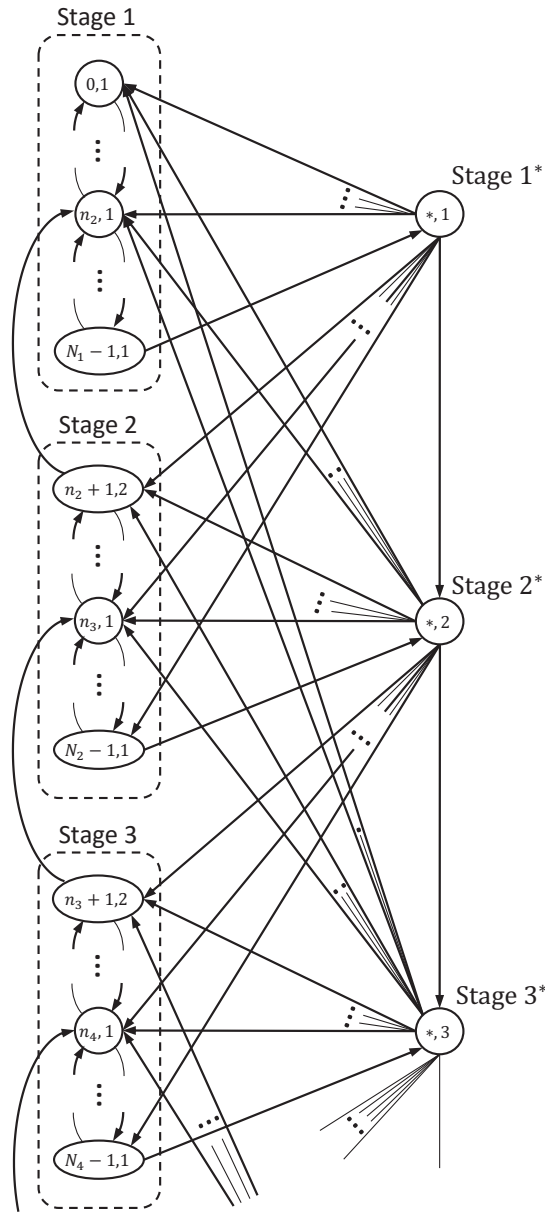 Stage 1
0,1
n₂, 1
N₁ − 1,1
Stage 1*
*, 1
Stage 2
n₂ + 1,2
n₃, 1
N₂ − 1,1
Stage 2*
*, 2
Stage 3
n₃ + 1,2
n₄, 1
N₄ − 1,1
Stage 3*
*, 3